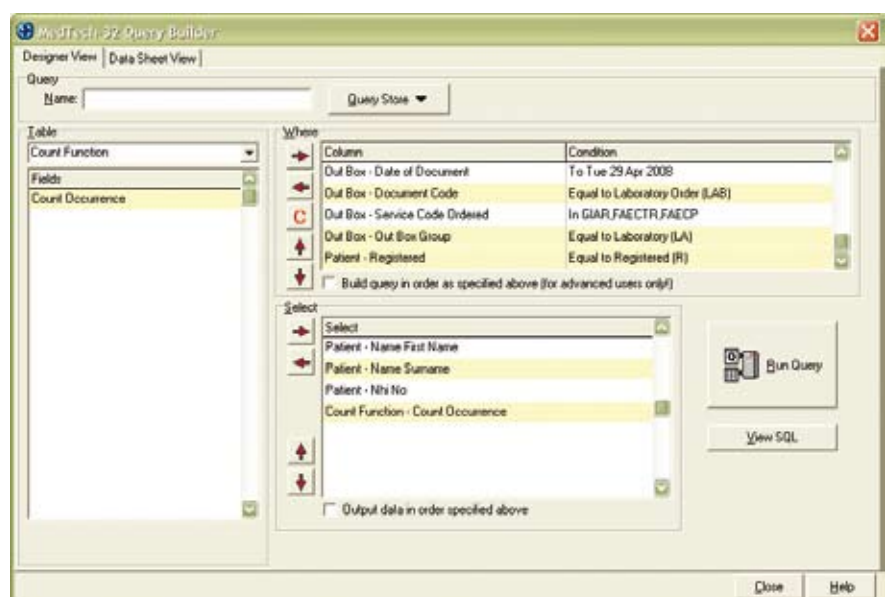 MedTech-32 Query Builder
Designer View Data Sheet View
Query
Name: Query Store
Table
Count Function
Fields
Count Occurrence
Where
Column Condition
Out Box - Date of Document To Tue 29 Apr 2008
Out Box - Document Code Equal to Laboratory Order (LAB)
Out Box - Service Code Ordered In GIAR,FAECTR,FAECP
Out Box - Out Box Group Equal to Laboratory (LA)
Patient - Registered Equal to Registered (R)
C
Build query in order as specified above (for advanced users only!)
Select
Select
Patient - Name First Name
Patient - Name Surname
Patient - Nhi No
Count Function - Count Occurrence
Output data in order specified above
Run Query
View SQL
Close Help